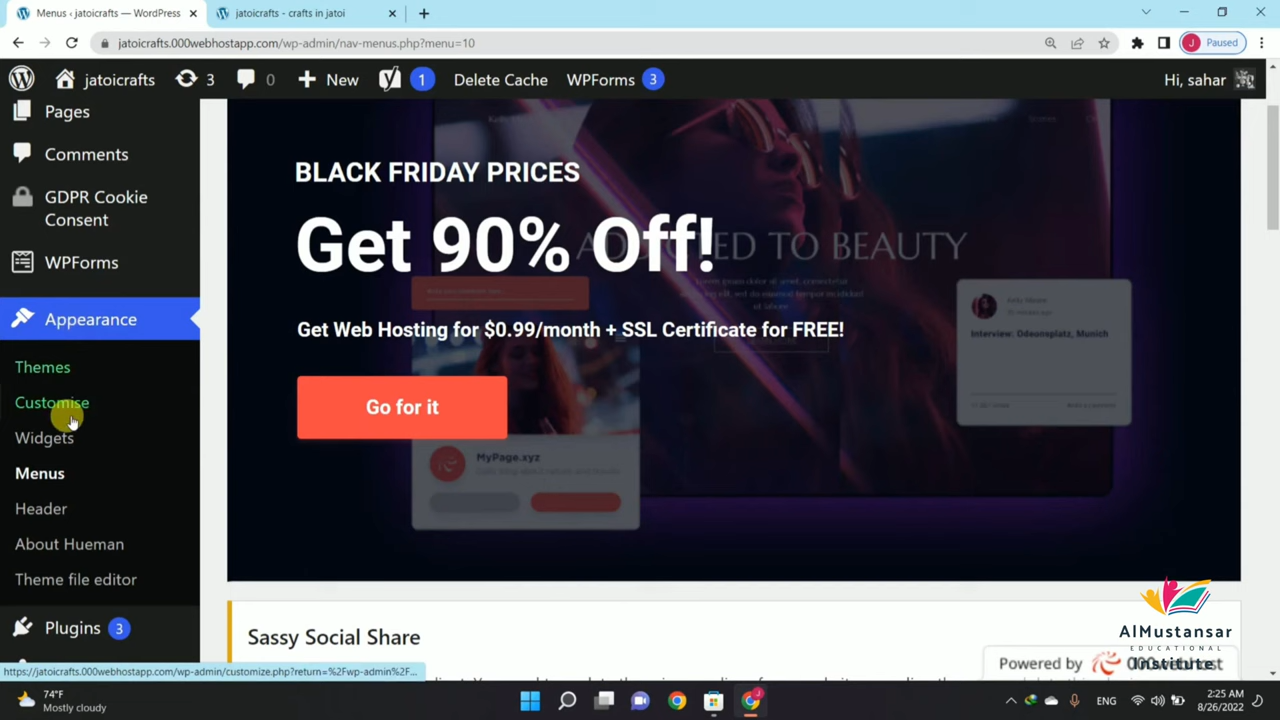 Menus ‹ jatoicrafts — WordPress
jatoicrafts - crafts in jatoi
jatoicrafts.000webhostapp.com/wp-admin/nav-menus.php?menu=10
J Paused
jatoicrafts 3 0 New 1 Delete Cache WPForms 3 Hi, sahar
Pages
Comments
GDPR Cookie
Consent
WPForms
Appearance
Themes
Customise
Widgets
Menus
Header
About Hueman
Theme file editor
Plugins 3
BLACK FRIDAY PRICES
Get 90% Off!
ADDICTED TO BEAUTY
Get Web Hosting for $0.99/month + SSL Certificate for FREE!
Interview: Odeonsplatz, Munich
Go for it
MyPage.xyz
Sassy Social Share
AlMustansar
EDUCATIONAL
Institute
Powered by 000webhost
https://jatoicrafts.000webhostapp.com/wp-admin/customize.php?return=%2Fwp-admin%2F...
74°F
Mostly cloudy
ENG
2:25 AM
8/26/2022